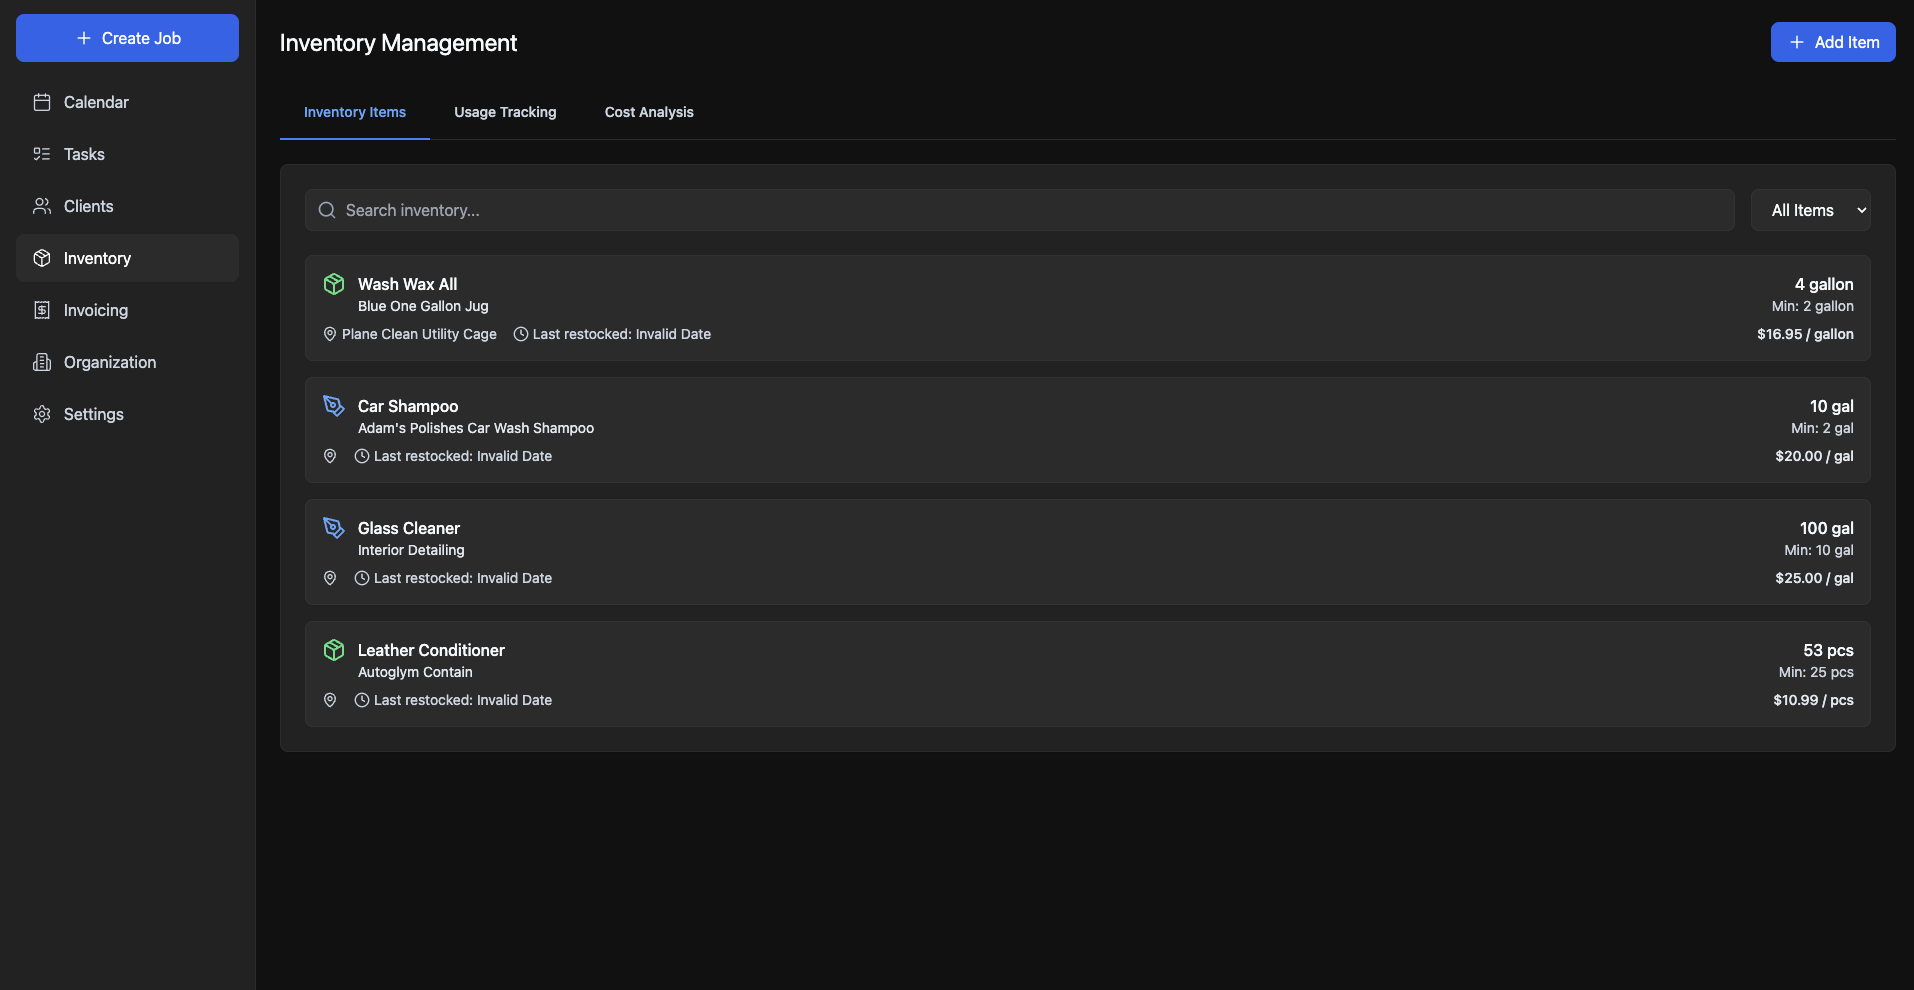 Create Job
Calendar
Tasks
Clients
Inventory
Invoicing
Organization
Settings
Inventory Management
Add Item
Inventory Items Usage Tracking Cost Analysis
Search inventory...
All Items
Wash Wax All
Blue One Gallon Jug
Plane Clean Utility Cage Last restocked: Invalid Date
4 gallon
Min: 2 gallon
$16.95 / gallon
Car Shampoo
Adam's Polishes Car Wash Shampoo
Last restocked: Invalid Date
10 gal
Min: 2 gal
$20.00 / gal
Glass Cleaner
Interior Detailing
Last restocked: Invalid Date
100 gal
Min: 10 gal
$25.00 / gal
Leather Conditioner
Autoglym Contain
Last restocked: Invalid Date
53 pcs
Min: 25 pcs
$10.99 / pcs